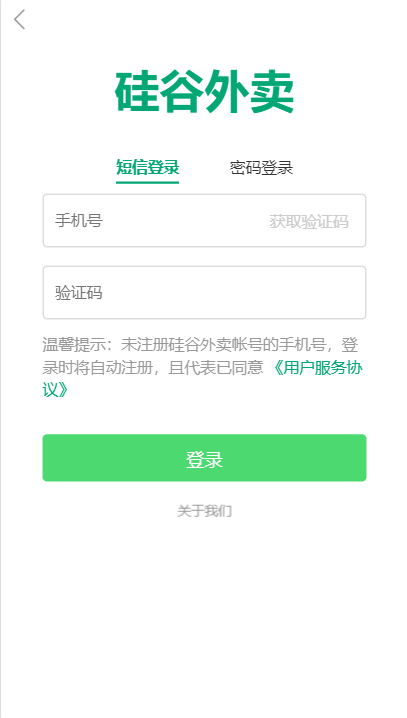 硅谷外卖
短信登录 密码登录
手机号 获取验证码
验证码
温馨提示：未注册硅谷外卖帐号的手机号，登
录时将自动注册，且代表已同意《用户服务协
议》
登录
关于我们